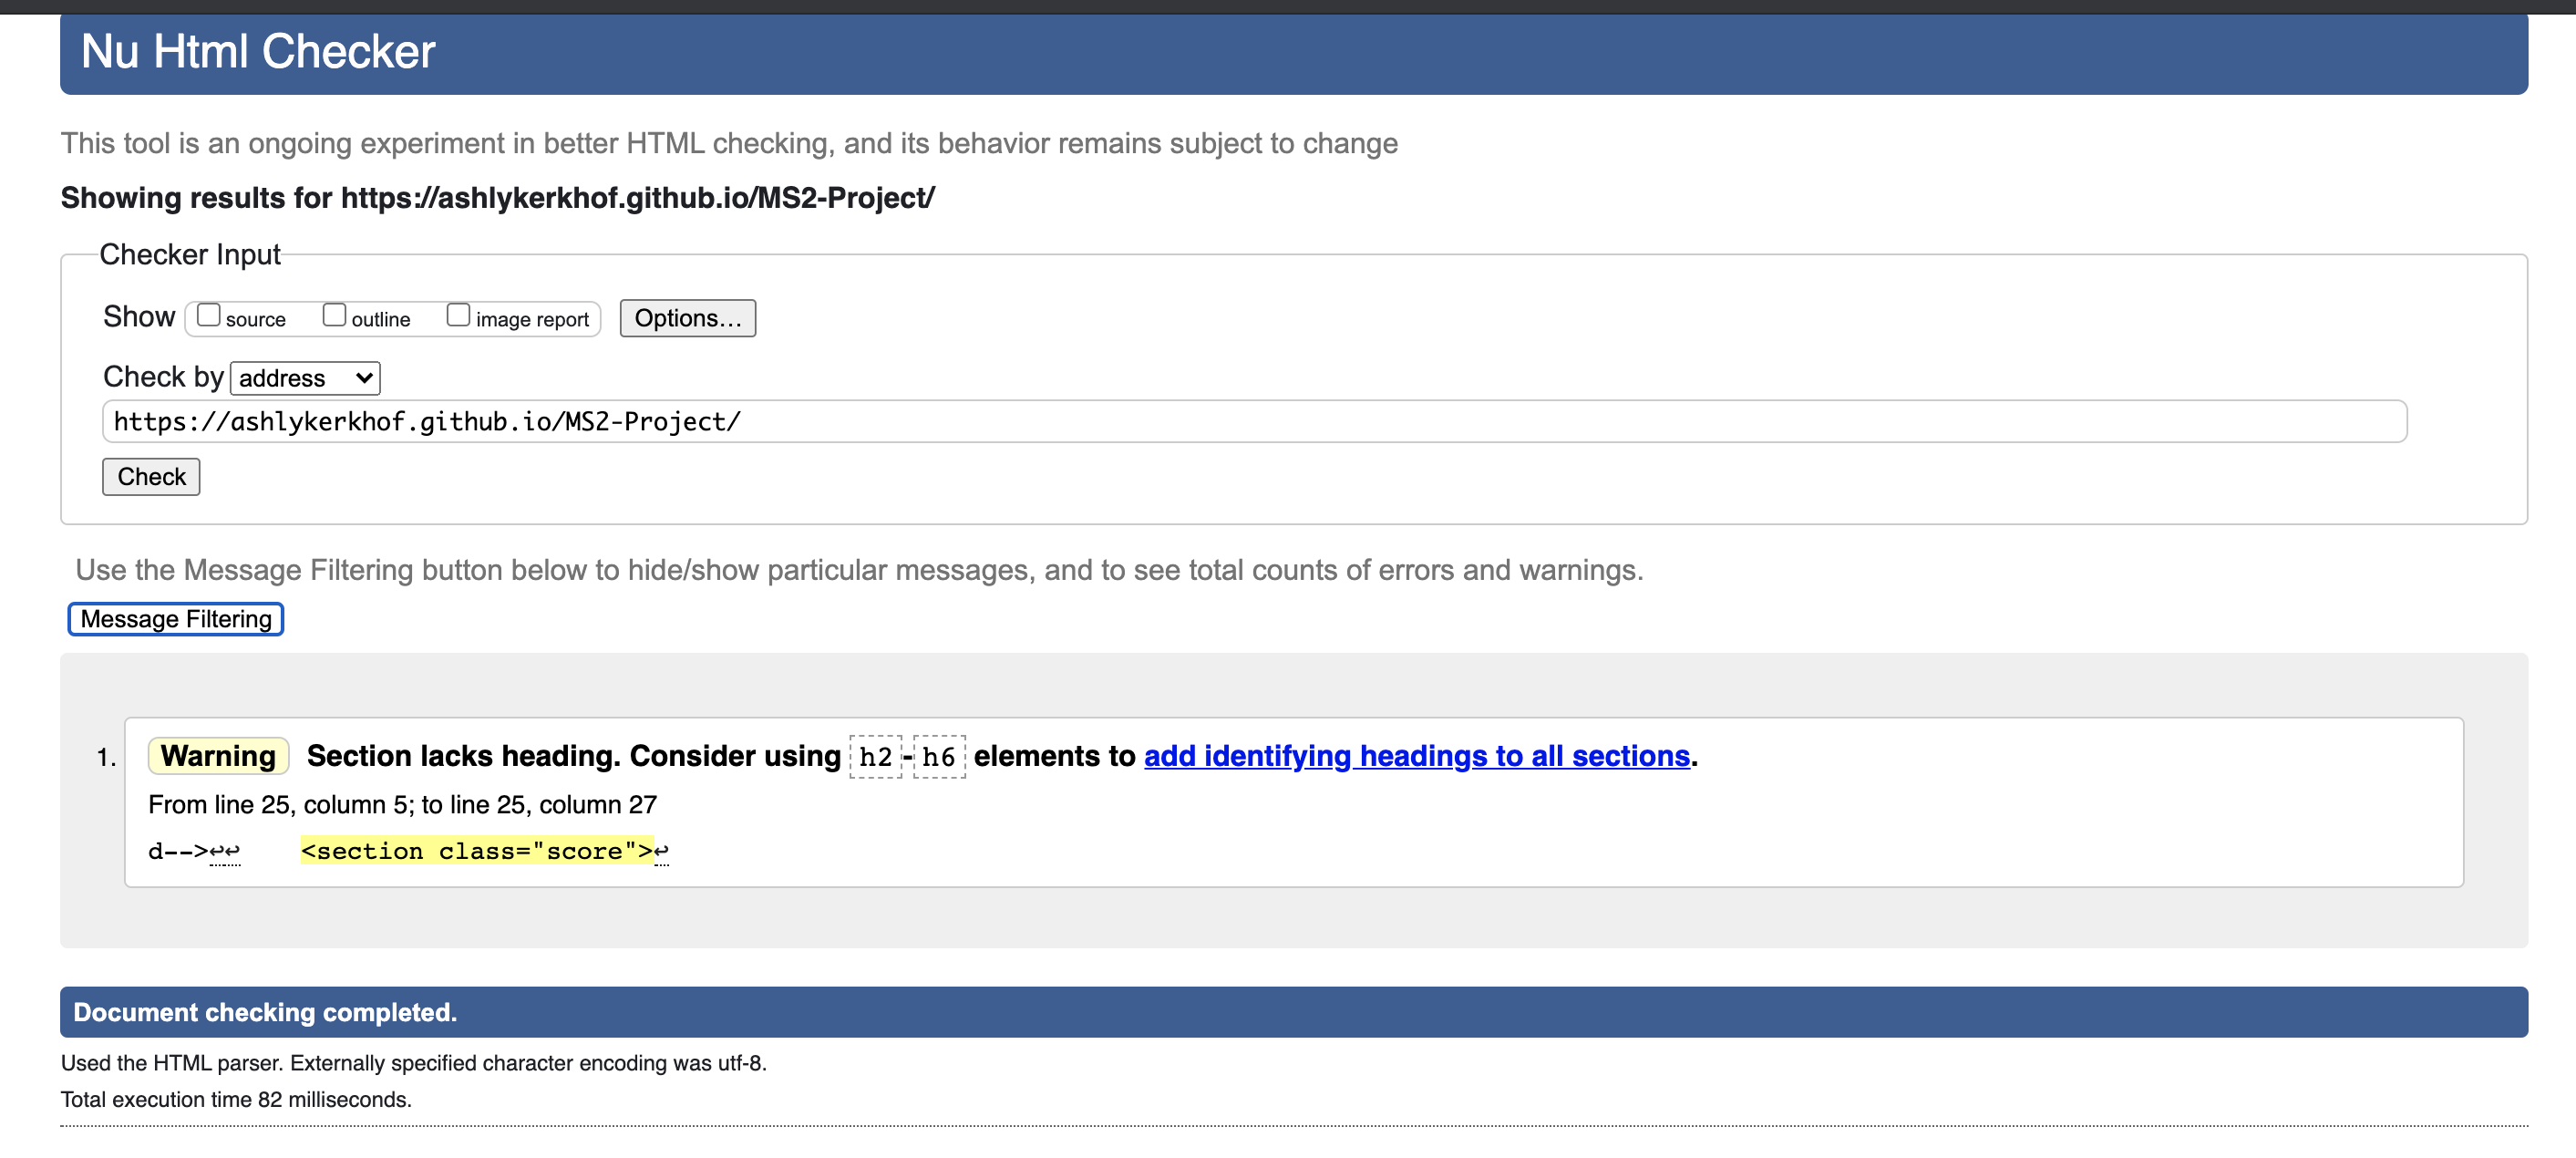 Nu Html Checker
This tool is an ongoing experiment in better HTML checking, and its behavior remains subject to change
Showing results for https://ashlykerkhof.github.io/MS2-Project/
Checker Input
Show source outline image report Options...
Check by address
https://ashlykerkhof.github.io/MS2-Project/
Check
Use the Message Filtering button below to hide/show particular messages, and to see total counts of errors and warnings.
Message Filtering
1. Warning Section lacks heading. Consider using h2-h6 elements to add identifying headings to all sections.
From line 25, column 5; to line 25, column 27
d-->↩↩ <section class="score">↩
Document checking completed.
Used the HTML parser. Externally specified character encoding was utf-8.
Total execution time 82 milliseconds.